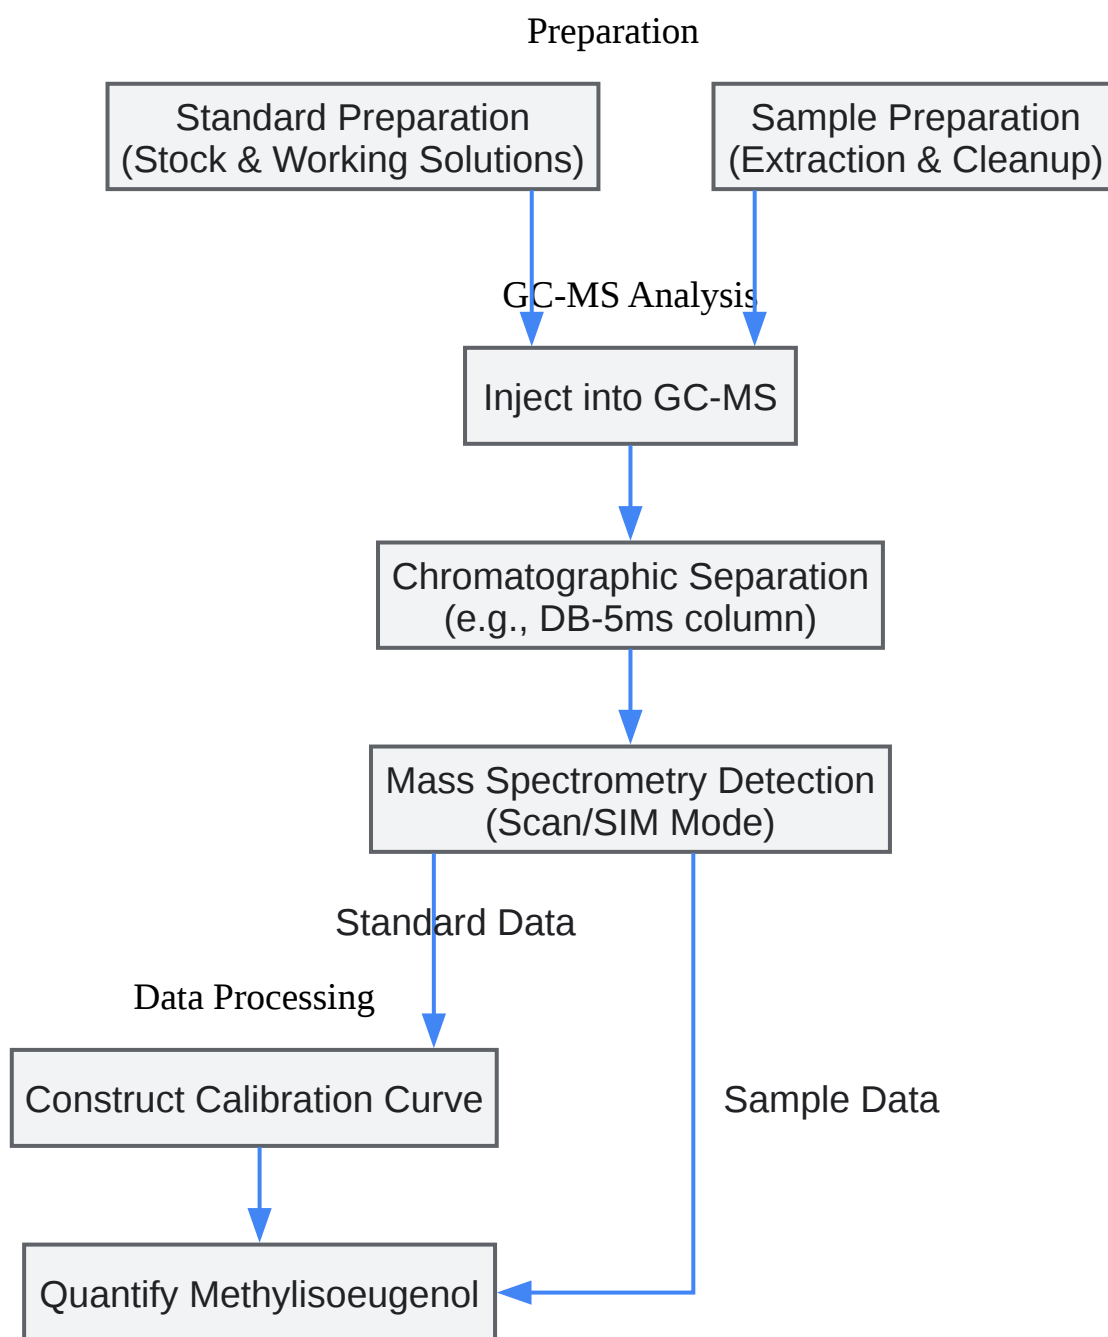 Preparation
Standard Preparation
(Stock & Working Solutions)
Sample Preparation
(Extraction & Cleanup)
GC-MS Analysis
Inject into GC-MS
Chromatographic Separation
(e.g., DB-5ms column)
Mass Spectrometry Detection
(Scan/SIM Mode)
Standard Data
Data Processing
Construct Calibration Curve
Sample Data
Quantify Methylisoeugenol